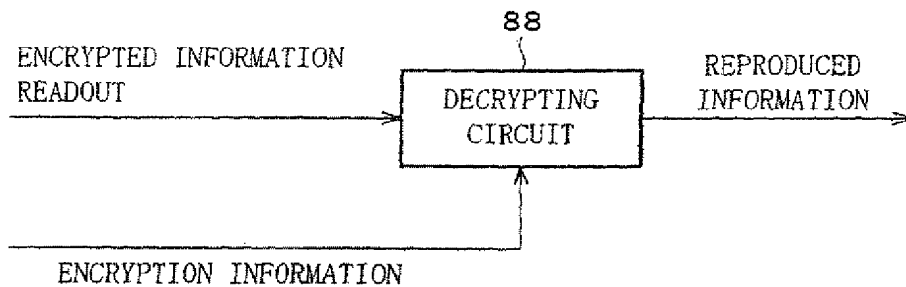 88
ENCRYPTED INFORMATION
READOUT
DECRYPTING
CIRCUIT
REPRODUCED
INFORMATION
ENCRYPTION INFORMATION